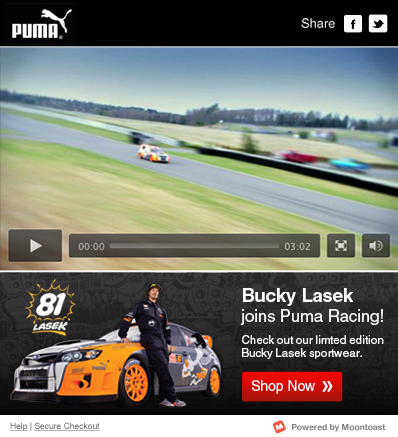 PUMA®
Share
00:00
03:02
81
LASEK
Bucky Lasek
joins Puma Racing!
Check out our limted edition
Bucky Lasek sportwear.
Shop Now »
Help | Secure Checkout
Powered by Moontoast